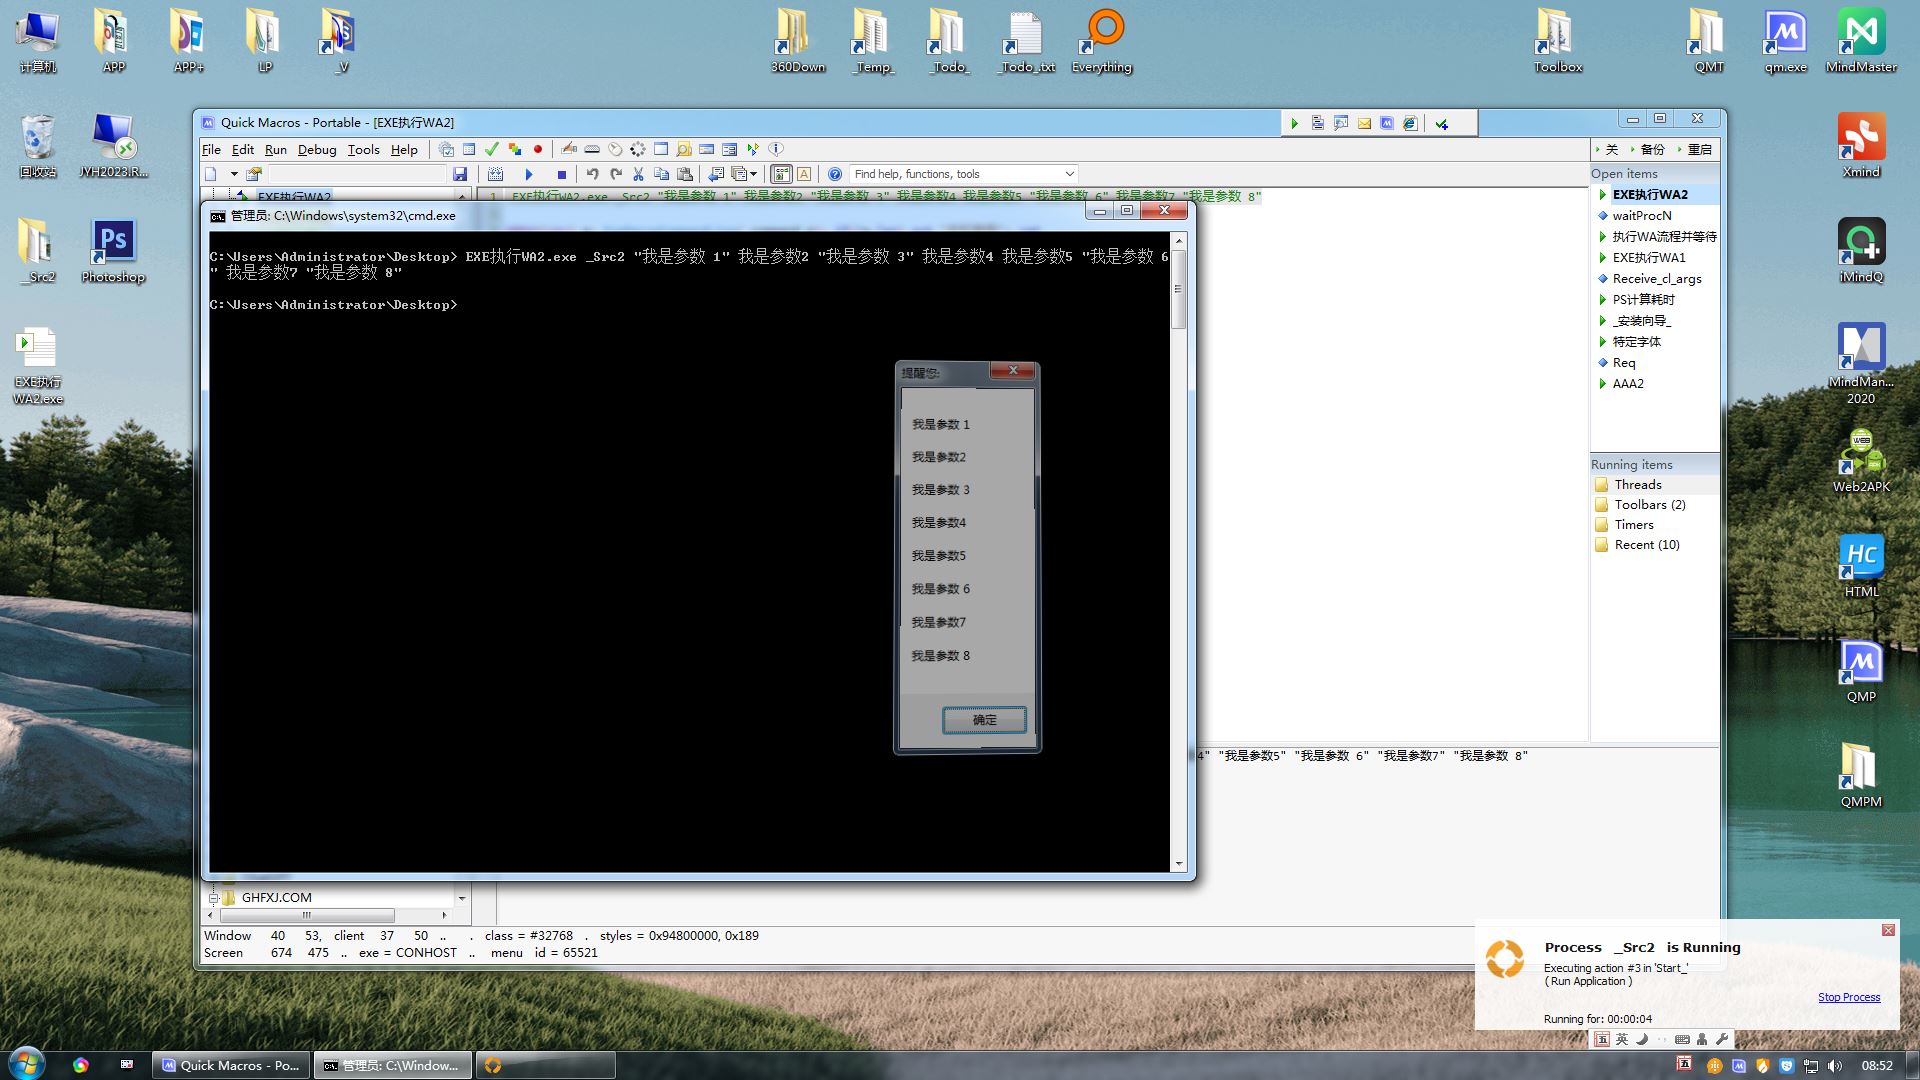 计算机
APP
APP+
LP
_V
360Down
_Temp_
_Todo_
_Todo_.txt
Everything
Toolbox
QMT
qm.exe
MindMaster
回收站
JYH2023.R...
__Src2
Photoshop
EXE执行
WA2.exe
Xmind
iMindQ
MindMan...
2020
Web2APK
HTML
QMP
QMPM
Quick Macros - Portable - [EXE执行WA2]
File Edit Run Debug Tools Help
关 备份 重启
Find help, functions, tools
EXE执行WA2
1 EXE执行WA2.exe _Src2 "我是参数 1" 我是参数2 "我是参数 3" 我是参数4 我是参数5 "我是参数 6" 我是参数7 "我是参数 8"
Open items
EXE执行WA2
waitProcN
执行WA流程并等待
EXE执行WA1
Receive_cl_args
PS计算耗时
_安装向导_
特定字体
Req
AAA2
Running items
Threads
Toolbars (2)
Timers
Recent (10)
管理员: C:\Windows\system32\cmd.exe
C:\Users\Administrator\Desktop> EXE执行WA2.exe _Src2 "我是参数 1" 我是参数2 "我是参数 3" 我是参数4 我是参数5 "我是参数 6
" 我是参数7 "我是参数 8"
C:\Users\Administrator\Desktop>
提醒您:
我是参数 1
我是参数2
我是参数 3
我是参数4
我是参数5
我是参数 6
我是参数7
我是参数 8
确定
4" "我是参数5" "我是参数 6" "我是参数7" "我是参数 8"
GHFXJ.COM
Window 40 53, client 37 50 .. . class = #32768 . styles = 0x94800000, 0x189
Screen 674 475 .. exe = CONHOST .. menu id = 65521
Process _Src2 is Running
Executing action #3 in 'Start_'
( Run Application )
Stop Process
Running for: 00:00:04
五 英
Quick Macros - Po...
管理员: C:\Window...
五
08:52